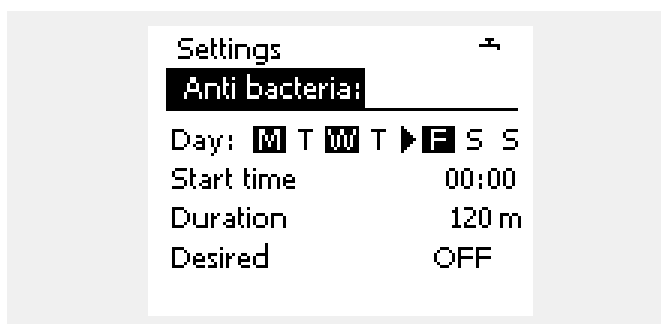 Settings
Anti bacteria:
Day: M T W T ▶ F S S
Start time 00:00
Duration 120 m
Desired OFF